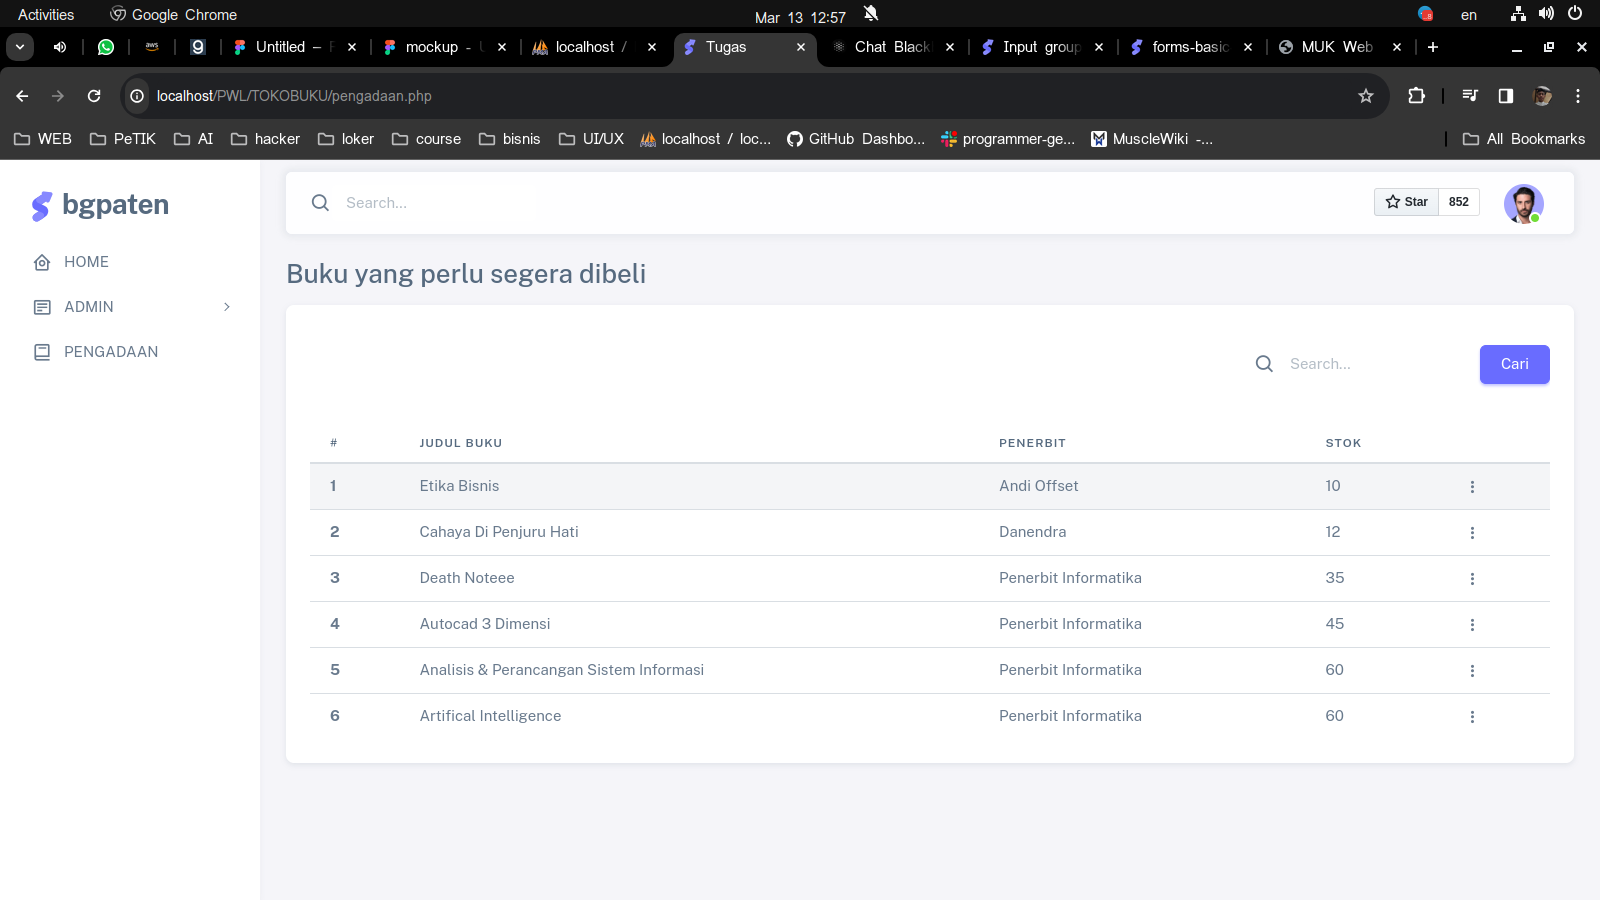 Activities Google Chrome Mar 13 12:57 en
Untitled – F mockup - U localhost / Tugas Chat Black Input group forms-basic MUK Web
localhost/PWL/TOKOBUKU/pengadaan.php
WEB PeTIK AI hacker loker course bisnis UI/UX localhost / loc... GitHub Dashbo... programmer-ge... MuscleWiki -... All Bookmarks
bgpaten
Search... Star 852
HOME
ADMIN
PENGADAAN
Buku yang perlu segera dibeli
Search... Cari
# JUDUL BUKU PENERBIT STOK
1 Etika Bisnis Andi Offset 10
2 Cahaya Di Penjuru Hati Danendra 12
3 Death Noteee Penerbit Informatika 35
4 Autocad 3 Dimensi Penerbit Informatika 45
5 Analisis & Perancangan Sistem Informasi Penerbit Informatika 60
6 Artifical Intelligence Penerbit Informatika 60